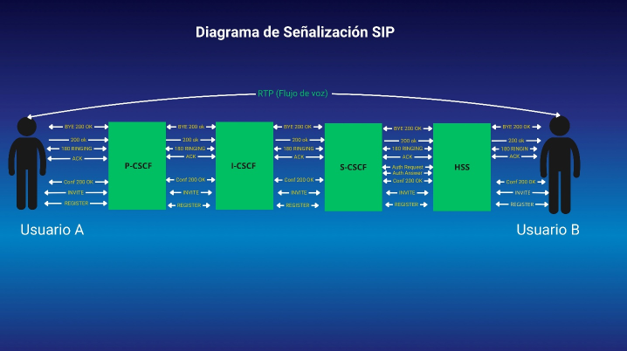 Diagrama de Señalización SIP
RTP (Flujo de voz)
BYE 200 OK
200 ok
180 RINGING
ACK
Conf 200 OK
INVITE
REGISTER
Usuario A
P-CSCF
BYE 200 ok
200 ok
180 RINGING
ACK
Conf 200 OK
INVITE
REGISTER
I-CSCF
BYE 200 OK
200 ok
180 RINGING
ACK
Conf 200 OK
INVITE
REGISTER
S-CSCF
BYE 200 OK
200 ok
180 RINGING
ACK
Auth Request
Auth Answer
Conf 200 OK
INVITE
REGISTER
HSS
BYE 200 OK
200 ok
180 RINGIN
ACK
Conf 200 OK
INVITE
REGISTER
Usuario B